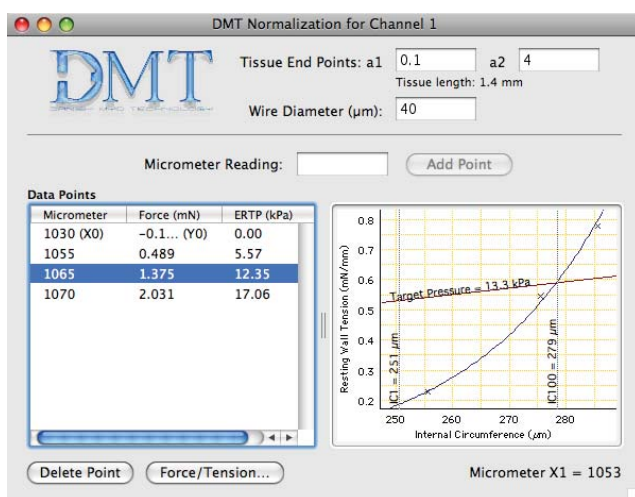 DMT Normalization for Channel 1
DMT
Tissue End Points: a1 0.1 a2 4
Tissue length: 1.4 mm
Wire Diameter (μm): 40
Micrometer Reading:
Add Point
Data Points
Micrometer Force (mN) ERTP (kPa)
1030 (X0) -0.1... (Y0) 0.00
1055 0.489 5.57
1065 1.375 12.35
1070 2.031 17.06
Resting Wall Tension (mN/mm)
0.8
0.7
0.6
0.5
0.4
0.3
0.2
Target Pressure = 13.3 kPa
IC1 = 251 μm
IC100 = 279 μm
250 260 270 280
Internal Circumference (μm)
Delete Point
Force/Tension...
Micrometer X1 = 1053